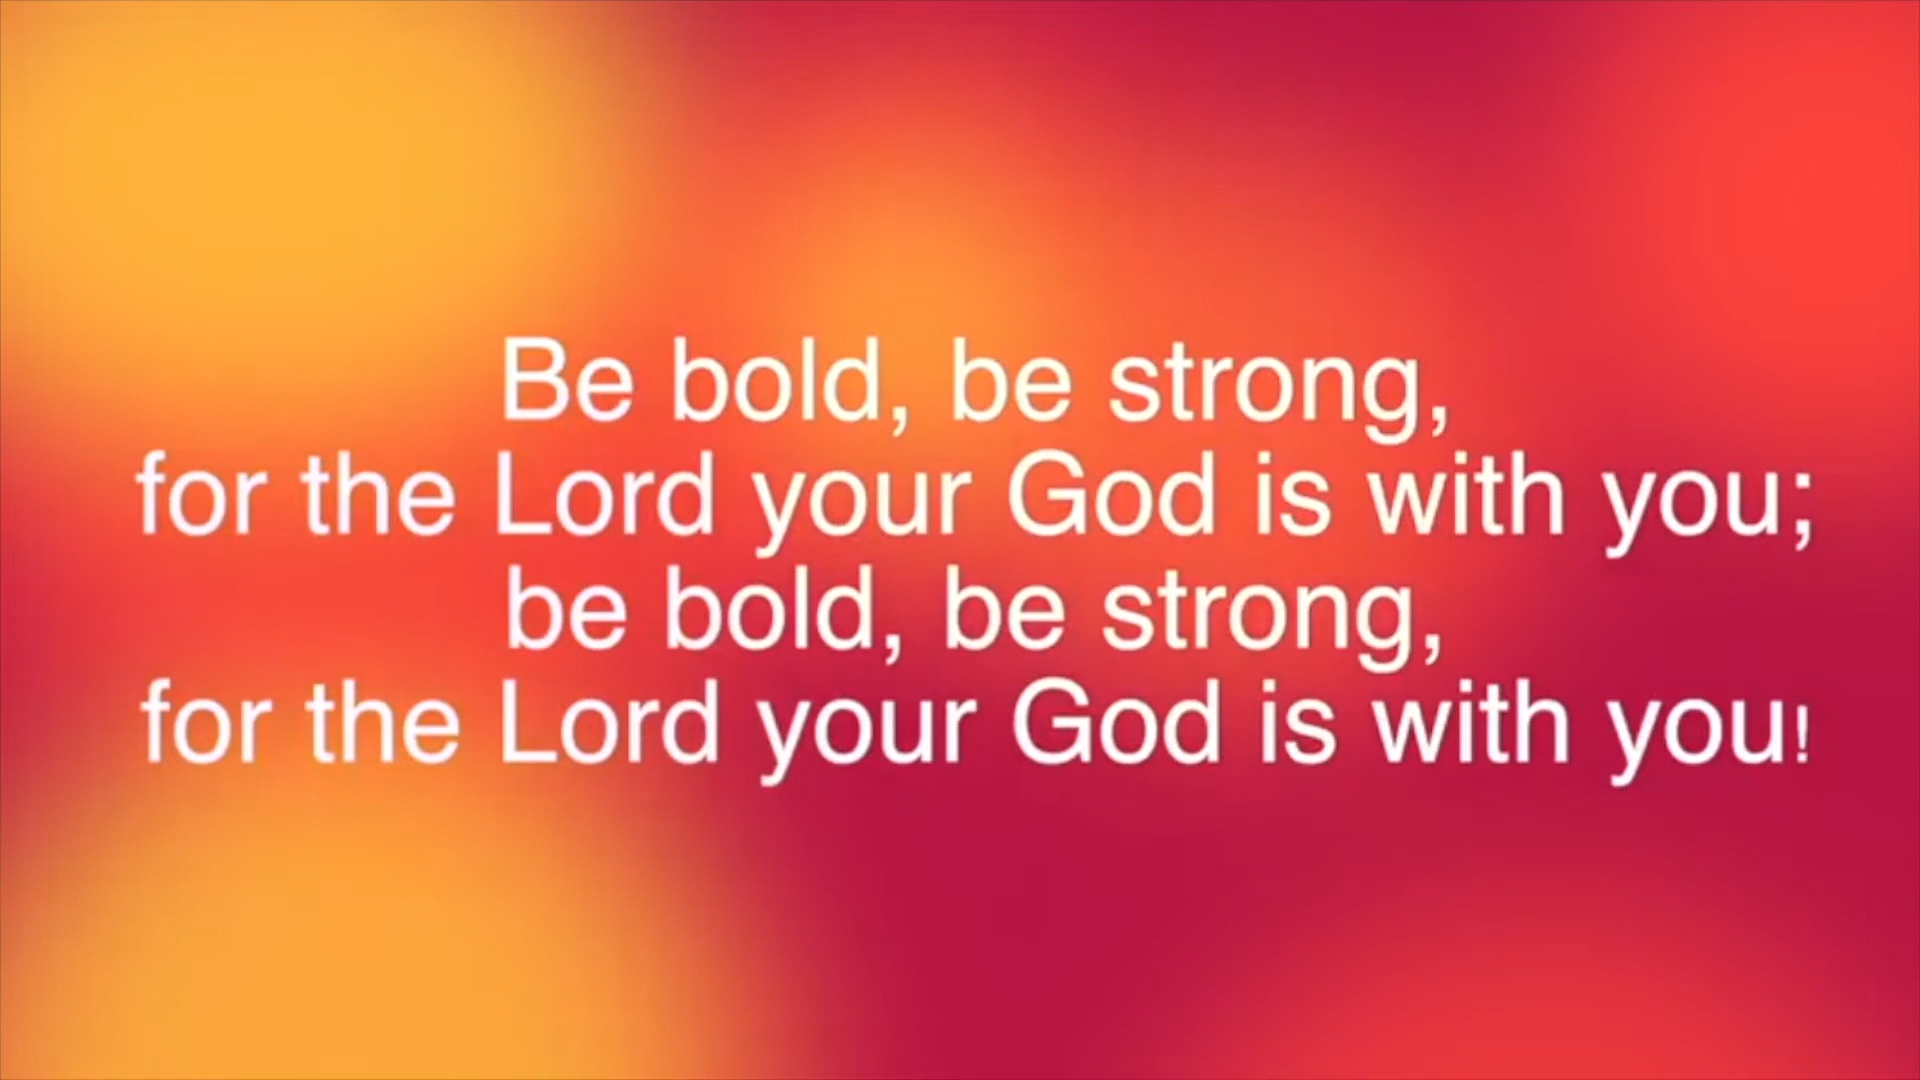 Be bold, be strong,
for the Lord your God is with you;
be bold, be strong,
for the Lord your God is with you!